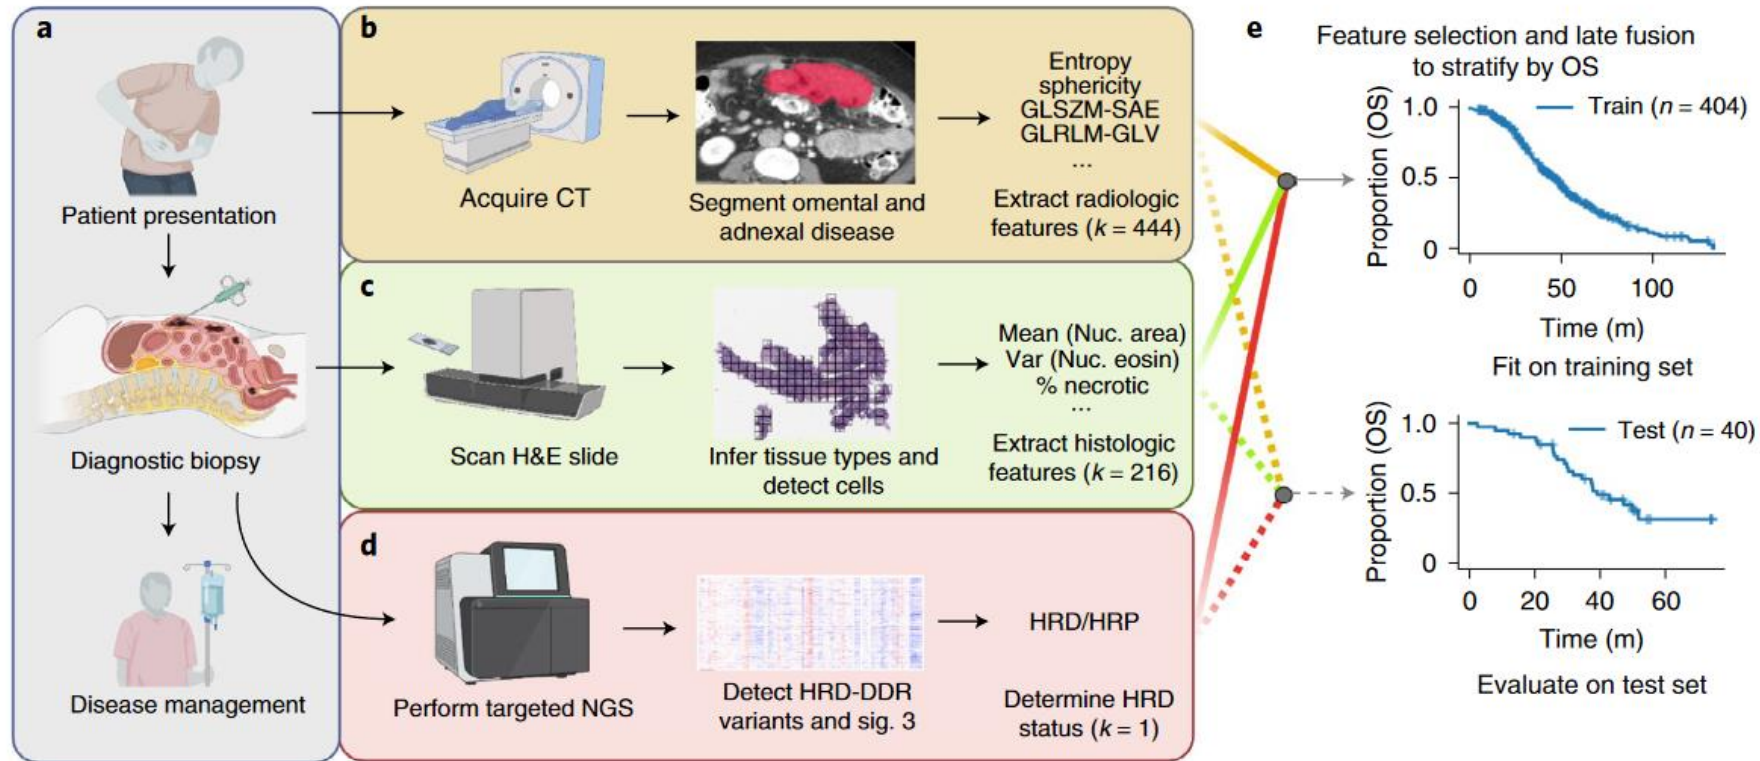 a
Patient presentation
Diagnostic biopsy
Disease management
b
Acquire CT
Segment omental and
adnexal disease
Entropy
sphericity
GLSZM-SAE
GLRLM-GLV
...
Extract radiologic
features (k = 444)
c
Scan H&E slide
Infer tissue types and
detect cells
Mean (Nuc. area)
Var (Nuc. eosin)
% necrotic
...
Extract histologic
features (k = 216)
d
Perform targeted NGS
Detect HRD-DDR
variants and sig. 3
HRD/HRP
Determine HRD
status (k = 1)
e
Feature selection and late fusion
to stratify by OS
Proportion (OS)
1.0
0.5
0
Train (n = 404)
0 50 100
Time (m)
Fit on training set
Proportion (OS)
1.0
0.5
0
Test (n = 40)
0 20 40 60
Time (m)
Evaluate on test set